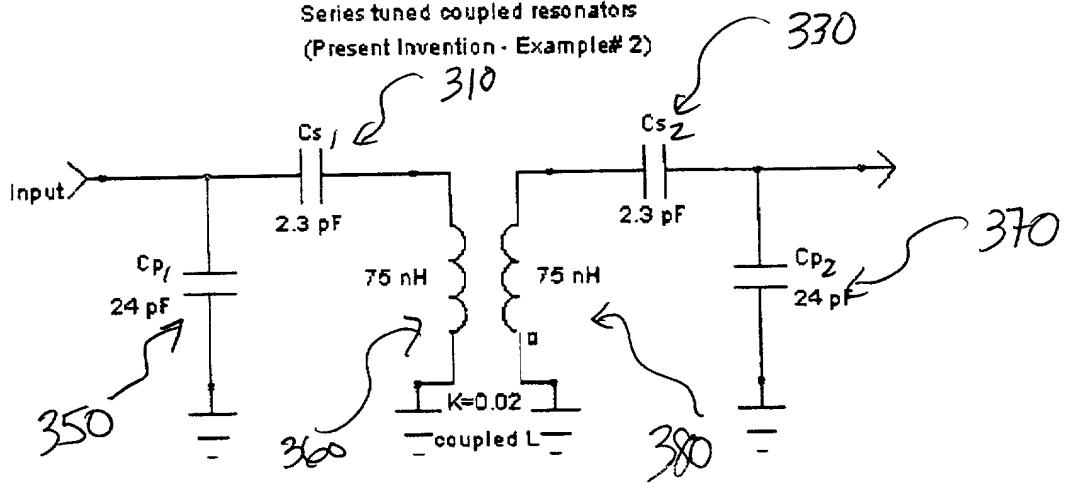 Series tuned coupled resonators
(Present Invention - Example# 2)
330
310
Cs1
Cs2
Input
2.3 pF
2.3 pF
370
Cp1
24 pF
75 nH
75 nH
Cp2
24 pF
350
360
K=0.02
coupled L
380